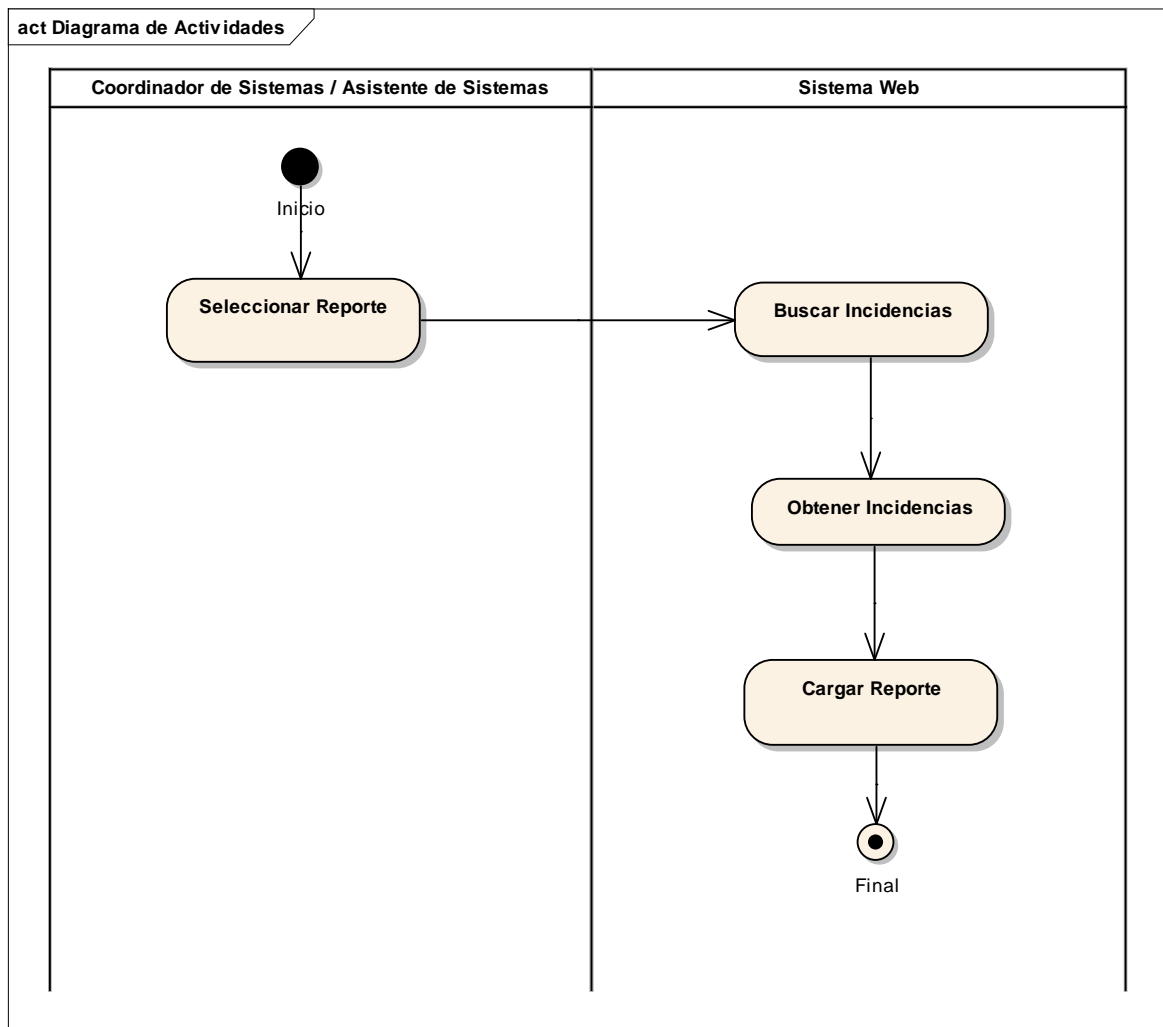 act Diagrama de Actividades
Coordinador de Sistemas / Asistente de Sistemas
Sistema Web
Inicio
Seleccionar Reporte
Buscar Incidencias
Obtener Incidencias
Cargar Reporte
Final